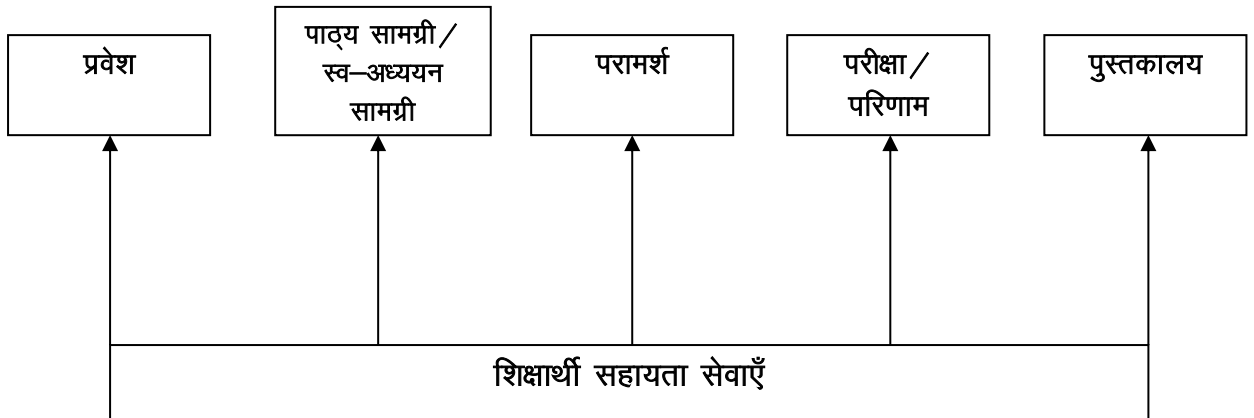 प्रवेश
पाठ्य सामग्री/
स्व–अध्ययन
सामग्री
परामर्श
परीक्षा/
परिणाम
पुस्तकालय
शिक्षार्थी सहायता सेवाएँ